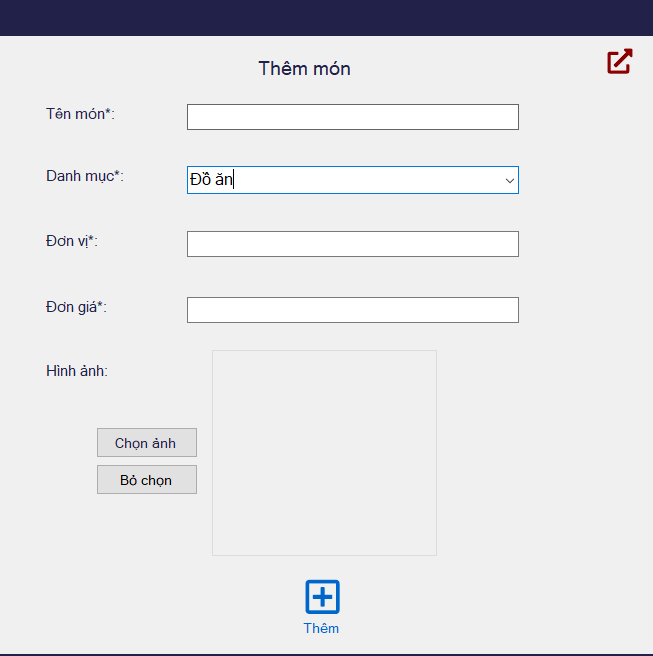 Thêm món
Tên món*:
Danh mục*:
Đồ ăn
Đơn vị*:
Đơn giá*:
Hình ảnh:
Chọn ảnh
Bỏ chọn
Thêm